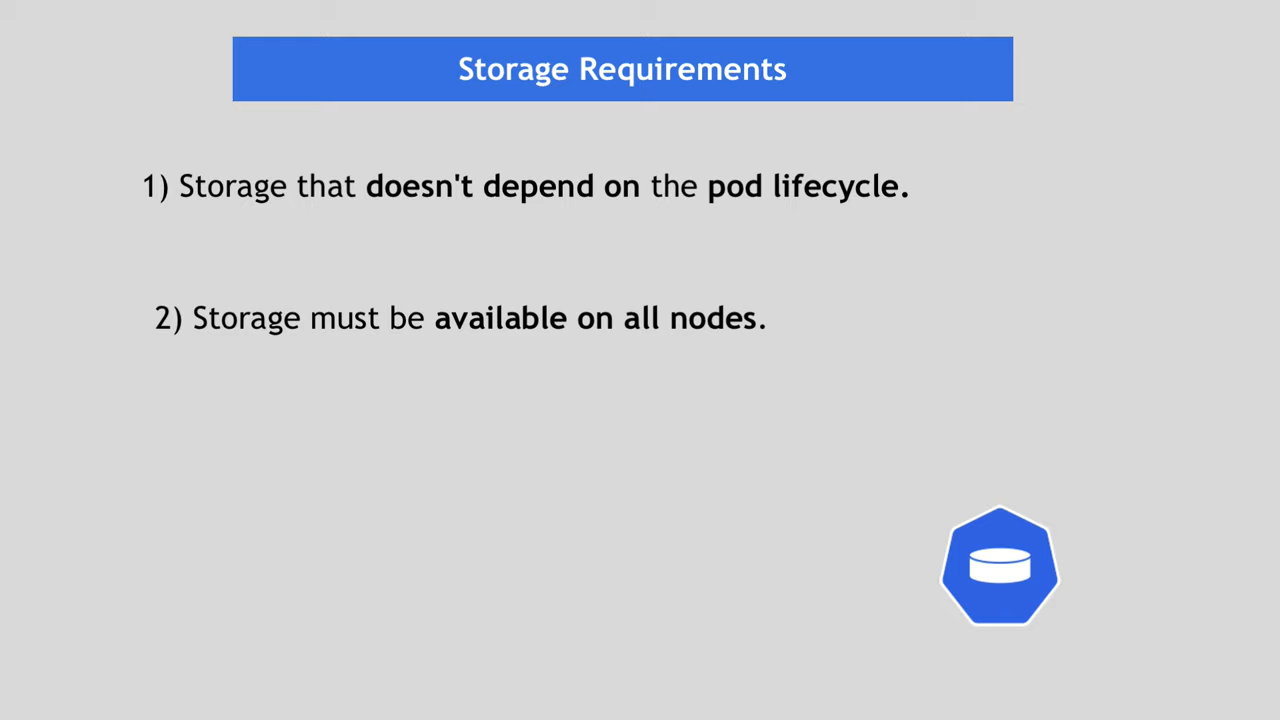 Storage Requirements
1) Storage that doesn't depend on the pod lifecycle.
2) Storage must be available on all nodes.